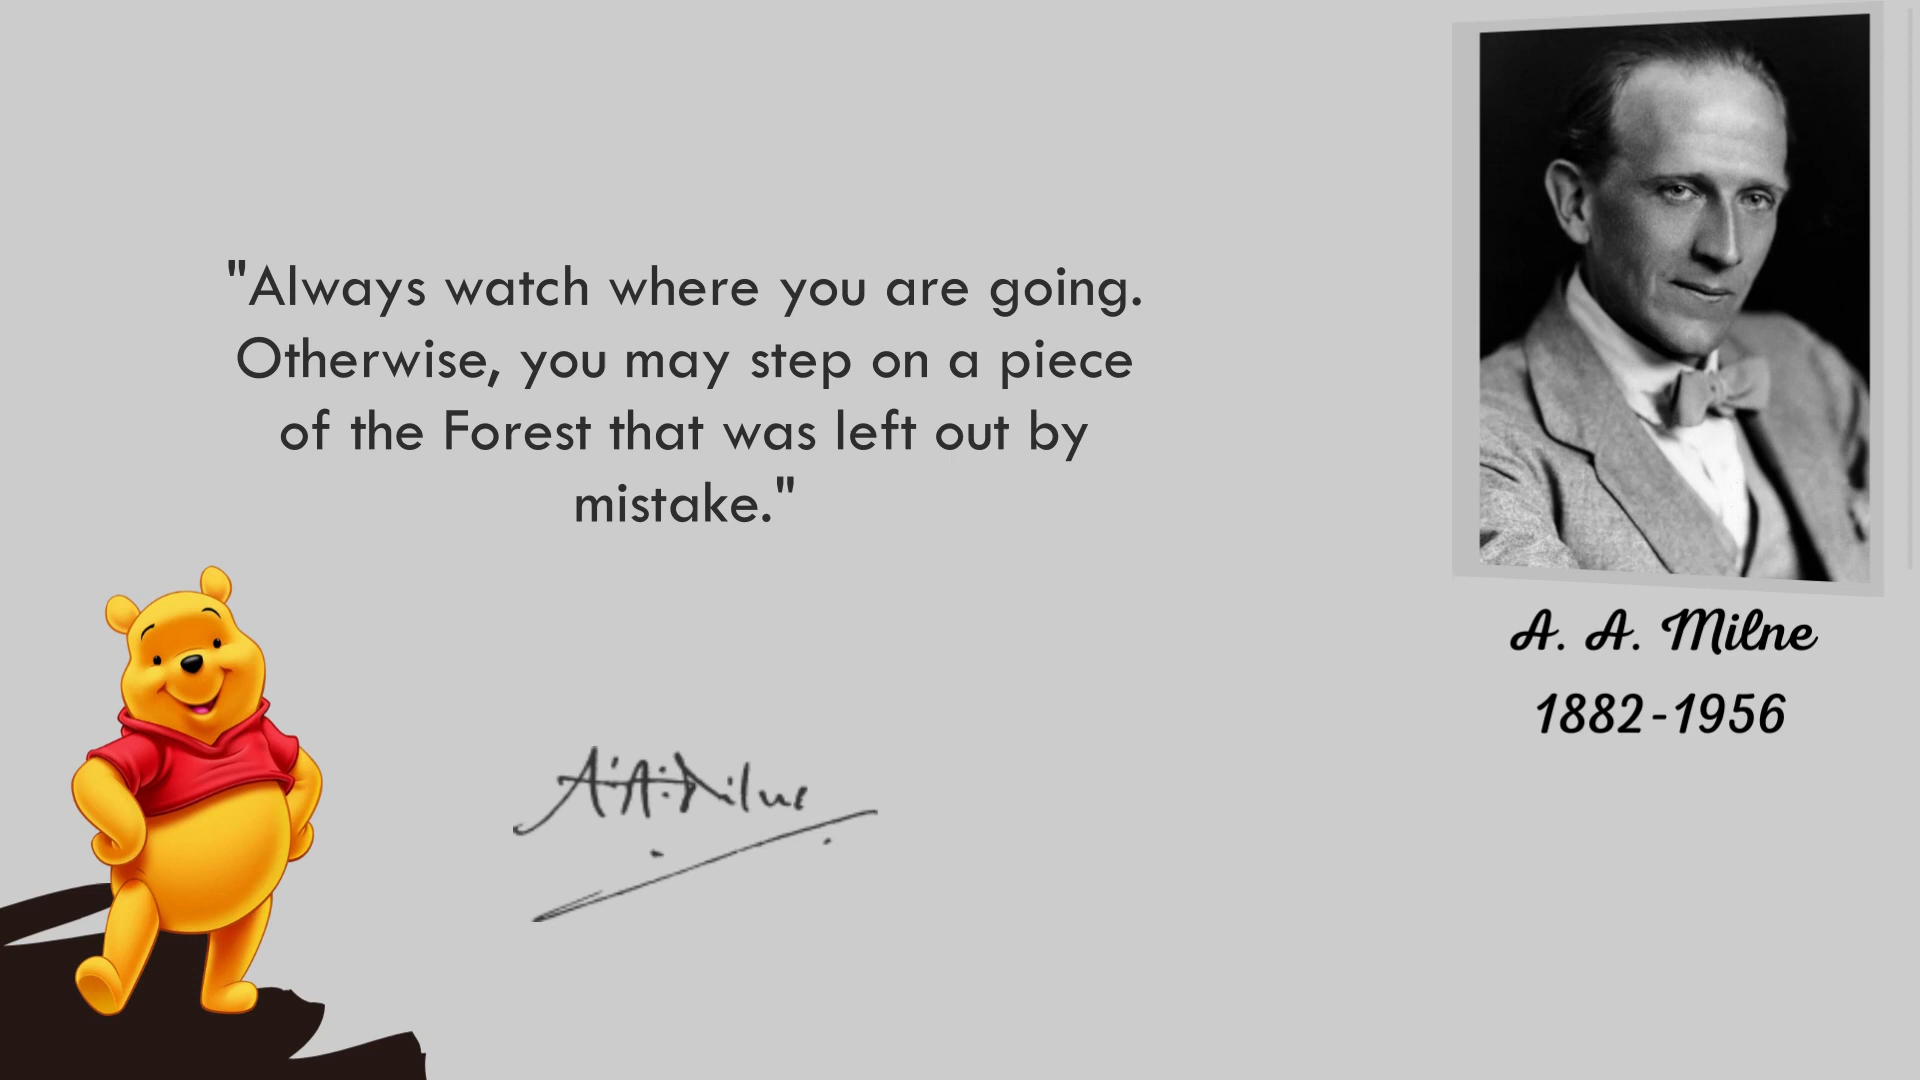 "Always watch where you are going.
Otherwise, you may step on a piece
of the Forest that was left out by
mistake."
A. A. Milne
1882-1956
A. A. Milne